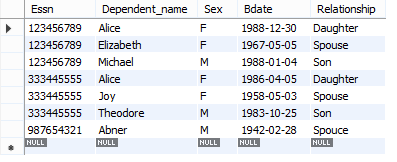 Essn Dependent_name Sex Bdate Relationship
123456789 Alice F 1988-12-30 Daughter
123456789 Elizabeth F 1967-05-05 Spouse
123456789 Michael M 1988-01-04 Son
333445555 Alice F 1986-04-05 Daughter
333445555 Joy F 1958-05-03 Spouse
333445555 Theodore M 1983-10-25 Son
987654321 Abner M 1942-02-28 Spouce
NULL NULL NULL NULL NULL